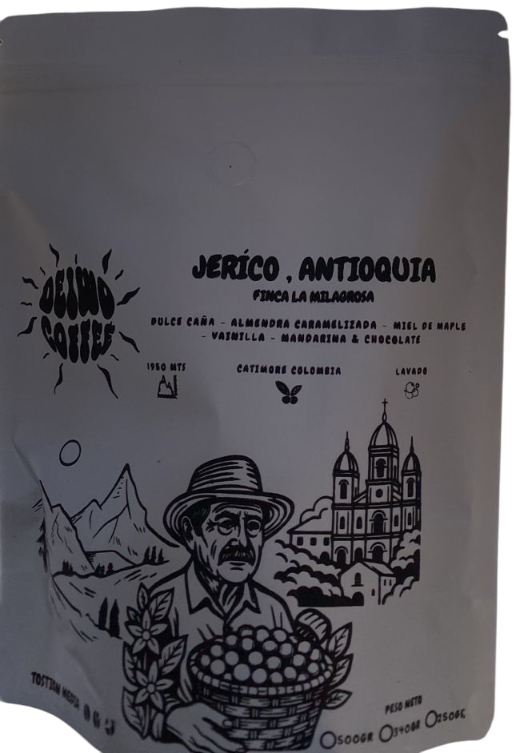 COFFEE
JERÍCO , ANTIOQUIA
FINCA LA MILAGROSA
DULCE CAÑA - ALMENDRA CARAMELIZADA - MIEL DE MAPLE
- VAINILLA - MANDARINA & CHOCOLATE
1950 MTS
CATIMORE COLOMBIA
LAVADO
TOSTION MEDIA
PESO NETO
500GR 340GR 250GR